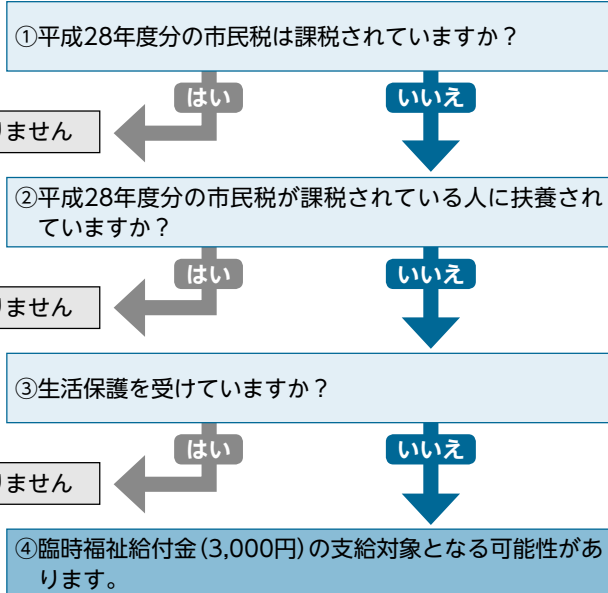 ①平成28年度分の市民税は課税されていますか？
はい
いいえ
りません
②平成28年度分の市民税が課税されている人に扶養され
ていますか？
はい
いいえ
りません
③生活保護を受けていますか？
はい
いいえ
りません
④臨時福祉給付金(3,000円)の支給対象となる可能性があ
ります。